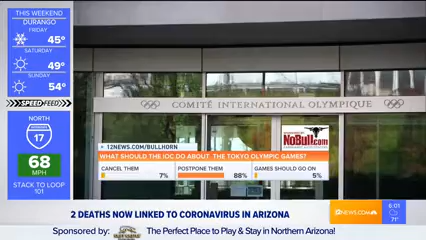 THIS WEEKEND
DURANGO
FRIDAY
45°
SATURDAY
49°
SUNDAY
54°
SPEED FEED
NORTH
17
68
MPH
STACK TO LOOP
101
COMITÉ INTERNATIONAL OLYMPIQUE
12NEWS.COM/BULLHORN
NoBull.com
WHAT SHOULD THE IOC DO ABOUT THE TOKYO OLYMPIC GAMES?
CANCEL THEM
7%
POSTPONE THEM
88%
GAMES SHOULD GO ON
5%
2 DEATHS NOW LINKED TO CORONAVIRUS IN ARIZONA
12NEWS.COM
6:01
71°
Sponsored by:
The Perfect Place to Play & Stay in Northern Arizona!